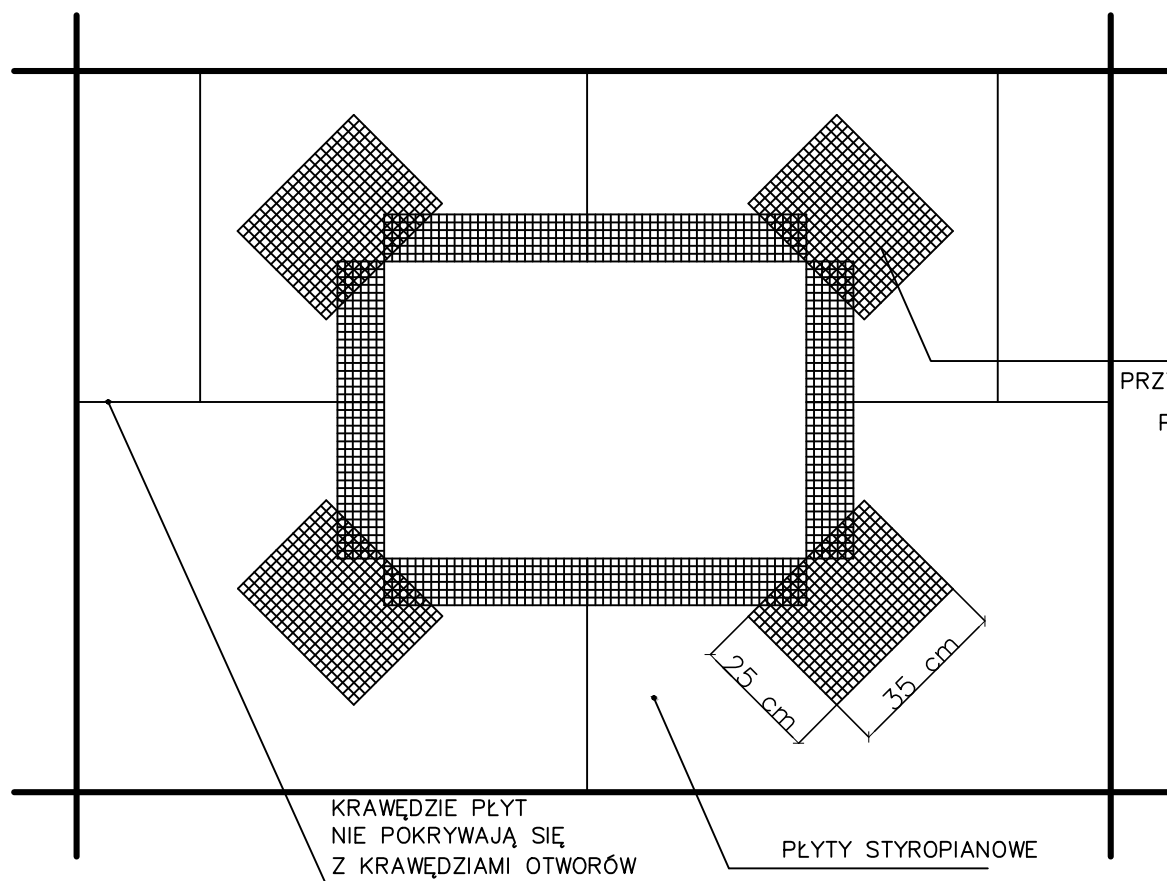 PRZ
P
25 cm
35 cm
KRAWĘDZIE PŁYT
NIE POKRYWAJĄ SIĘ
Z KRAWĘDZIAMI OTWORÓW
PŁYTY STYROPIANOWE